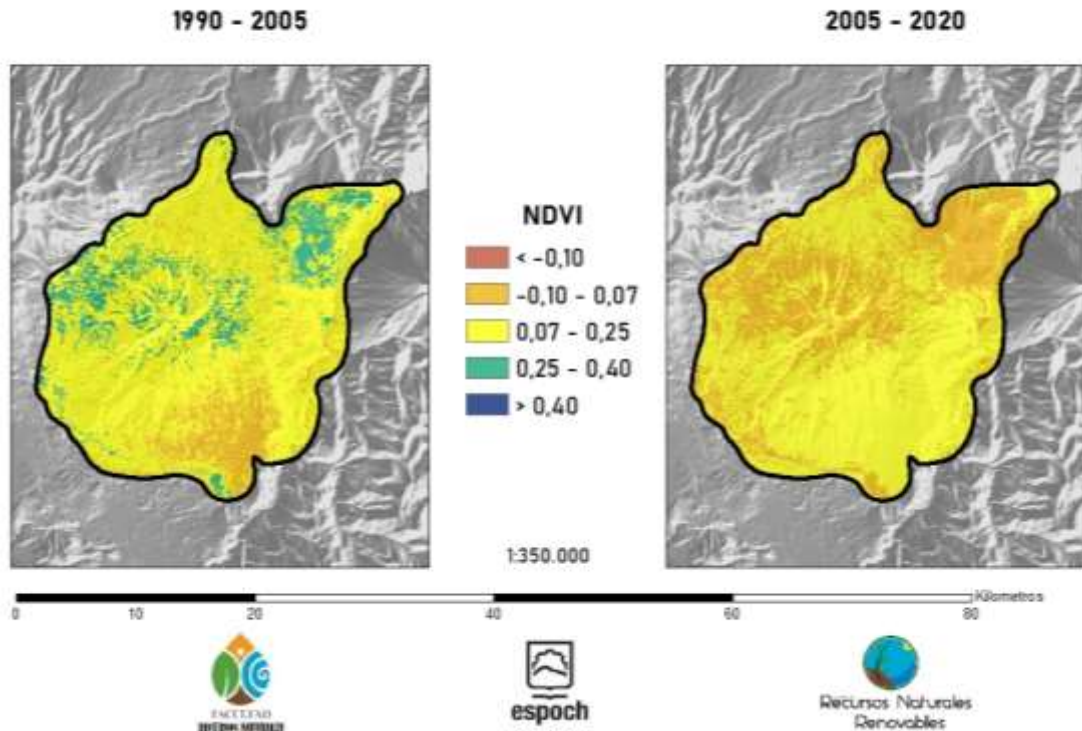 1990 - 2005
2005 - 2020
NDVI
< -0,10
-0,10 - 0,07
0,07 - 0,25
0,25 - 0,40
> 0,40
1:350.000
Kilometros
0 10 20 40 60 80
FACULTAD
espoch
Recursos Naturales
Renovables